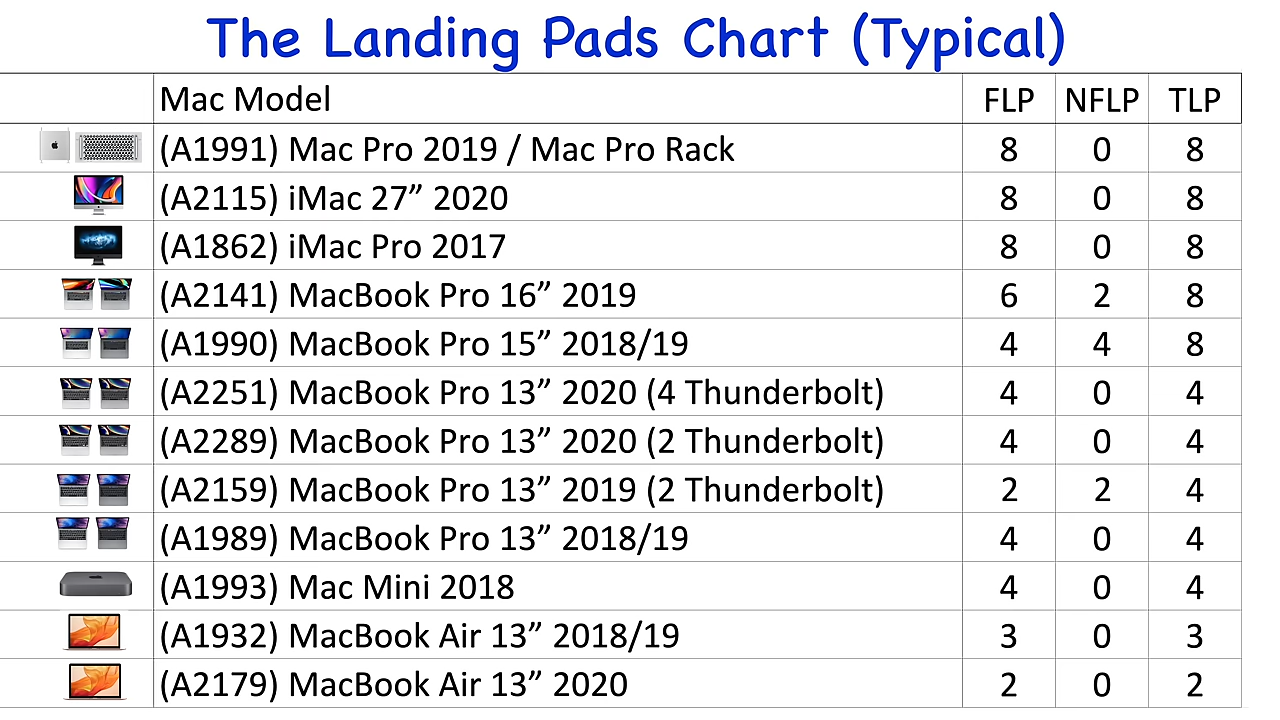 The Landing Pads Chart (Typical)
Mac Model FLP NFLP TLP
(A1991) Mac Pro 2019 / Mac Pro Rack 8 0 8
(A2115) iMac 27” 2020 8 0 8
(A1862) iMac Pro 2017 8 0 8
(A2141) MacBook Pro 16” 2019 6 2 8
(A1990) MacBook Pro 15” 2018/19 4 4 8
(A2251) MacBook Pro 13” 2020 (4 Thunderbolt) 4 0 4
(A2289) MacBook Pro 13” 2020 (2 Thunderbolt) 4 0 4
(A2159) MacBook Pro 13” 2019 (2 Thunderbolt) 2 2 4
(A1989) MacBook Pro 13” 2018/19 4 0 4
(A1993) Mac Mini 2018 4 0 4
(A1932) MacBook Air 13” 2018/19 3 0 3
(A2179) MacBook Air 13” 2020 2 0 2